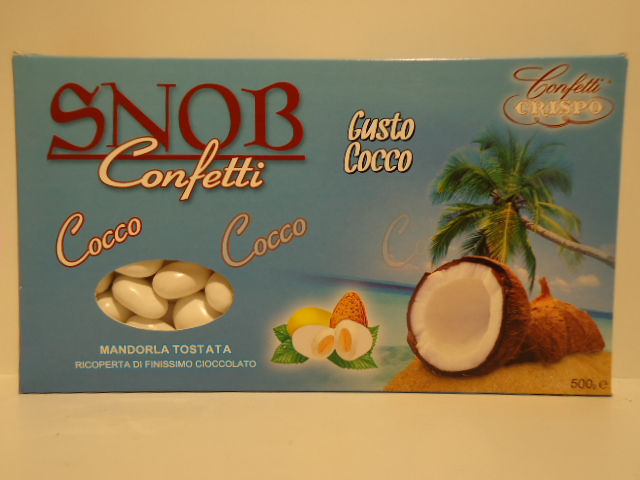 SNOB
Confetti
Gusto
Cocco
Confetti
CRISPO
Cocco
Cocco
MANDORLA TOSTATA
RICOPERTA DI FINISSIMO CIOCCOLATO
500g e